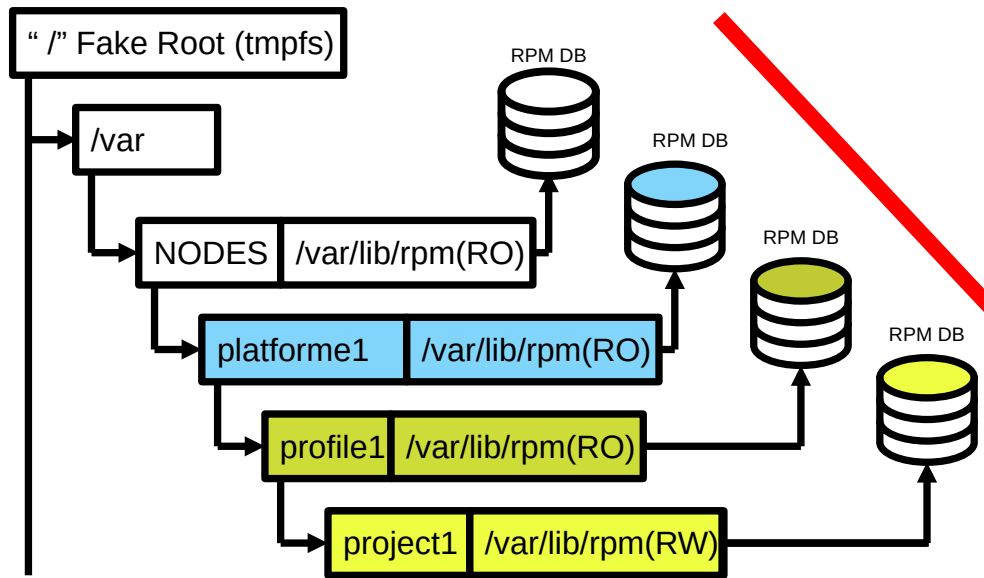 “ /” Fake Root (tmpfs)
RPM DB
/var
RPM DB
NODES /var/lib/rpm(RO)
RPM DB
platforme1 /var/lib/rpm(RO)
RPM DB
profile1 /var/lib/rpm(RO)
project1 /var/lib/rpm(RW)